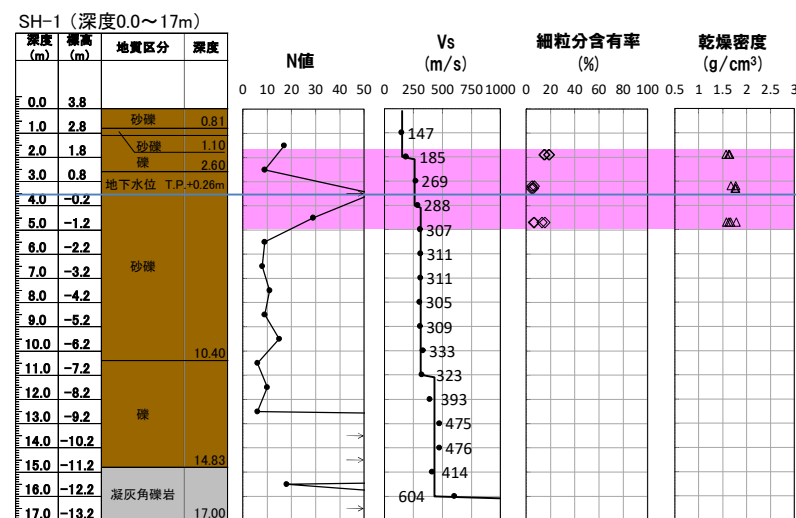 SH-1 (深度0.0～17m)
深度 標高 地質区分 深度
(m) (m)
N値
Vs
(m/s)
細粒分含有率
(%)
乾燥密度
(g/cm³)
0 10 20 30 40 50
0 250 500 750 1000
0 20 40 60 80 100
0.5 1 1.5 2 2.5 3
0.0 3.8
砂礫 0.81
1.0 2.8
147
砂礫 1.10
2.0 1.8
185
礫 2.60
3.0 0.8
269
地下水位 T.P.+0.26m
4.0 -0.2
288
5.0 -1.2
307
6.0 -2.2
311
砂礫
7.0 -3.2
311
8.0 -4.2
305
9.0 -5.2
309
10.0 -6.2
333
10.40
11.0 -7.2
323
12.0 -8.2
393
礫
13.0 -9.2
475
14.0 -10.2
476
14.83
15.0 -11.2
414
16.0 -12.2
凝灰角礫岩
604
17.0 -13.2 17.00